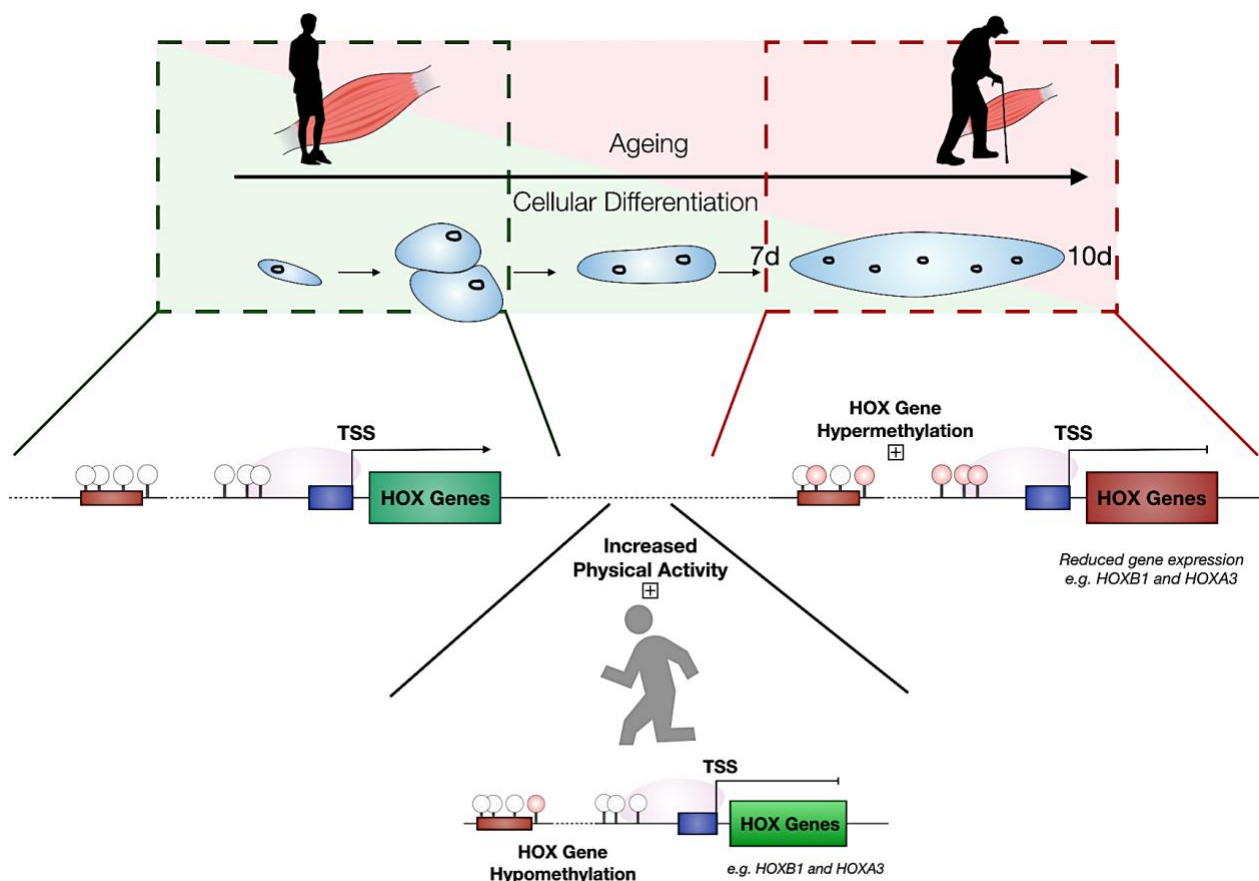 Ageing
Cellular Differentiation
7d
10d
HOX Gene
Hypermethylation
TSS
TSS
HOX Genes
HOX Genes
Reduced gene expression
e.g. HOXB1 and HOXA3
Increased
Physical Activity
TSS
HOX Genes
HOX Gene
Hypomethylation
e.g. HOXB1 and HOXA3